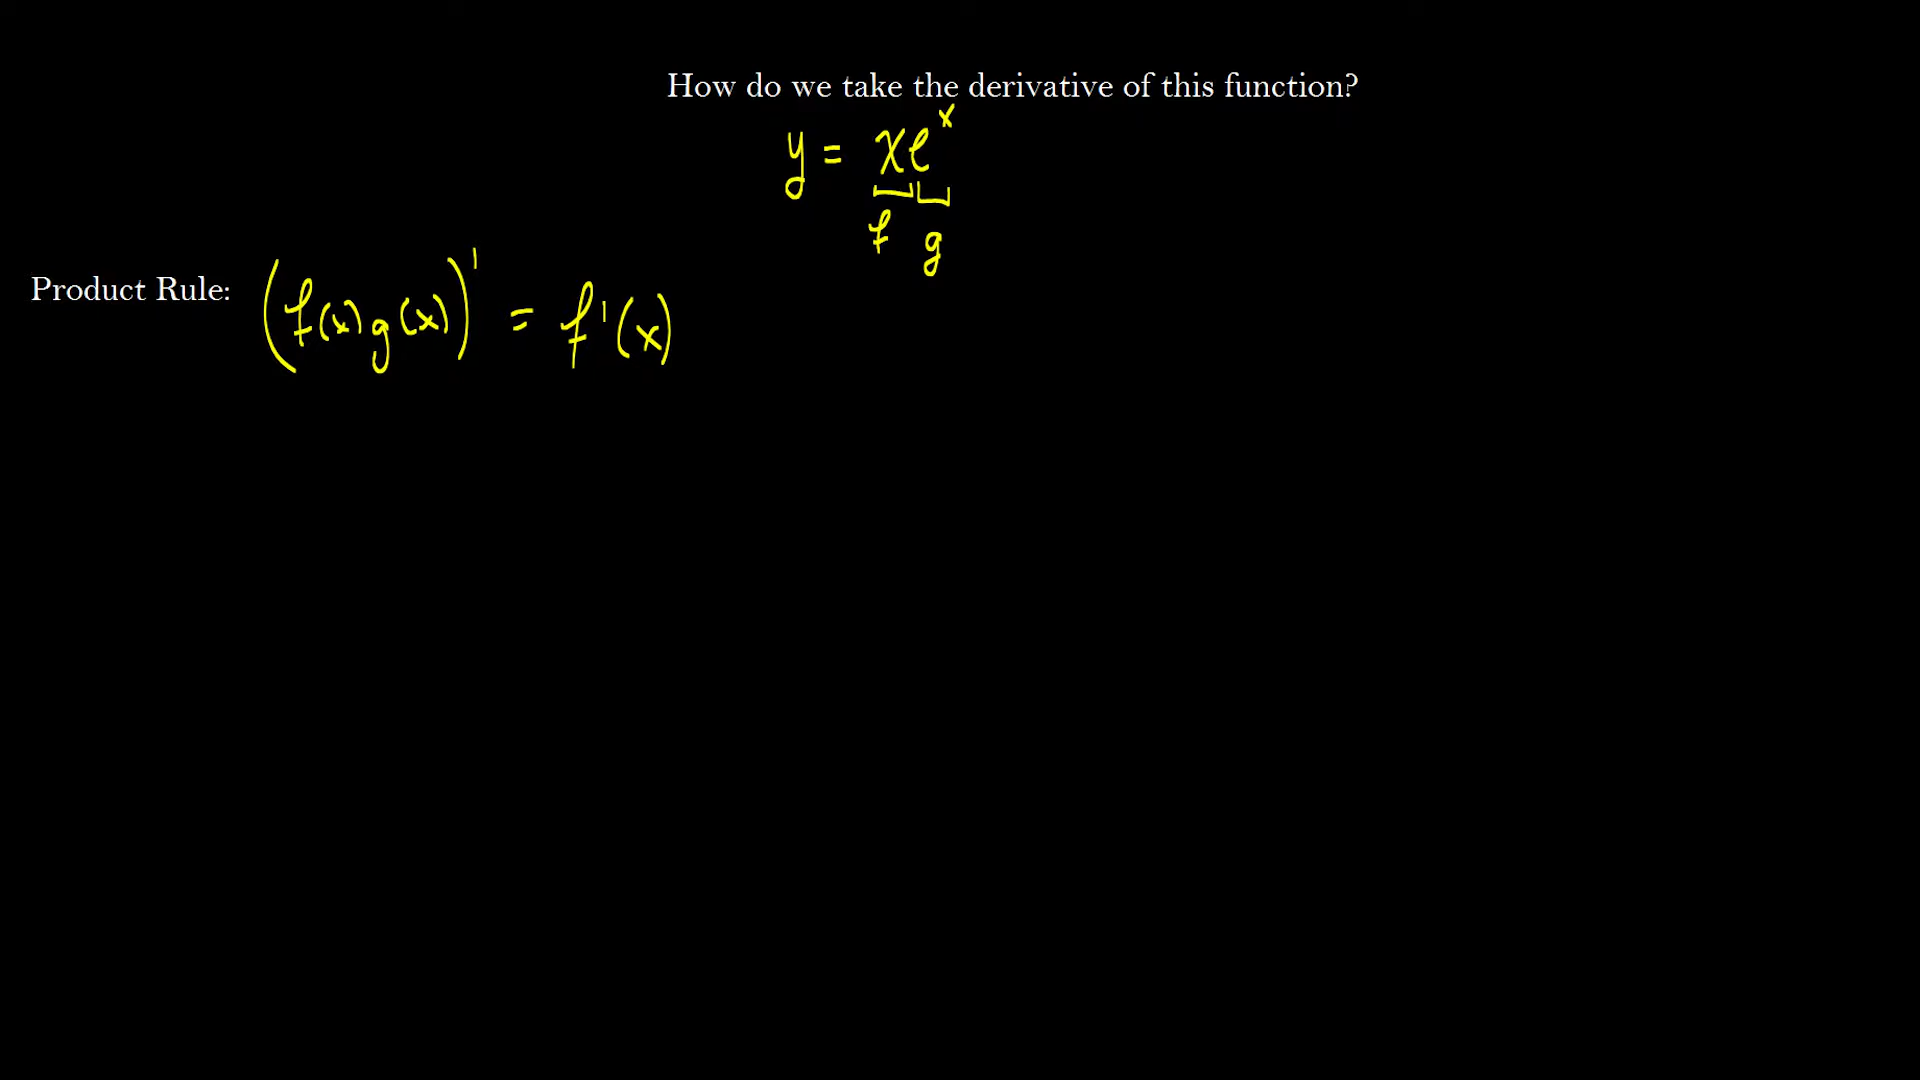 How do we take the derivative of this function?
y = xe^x
f g
Product Rule: (f(x)g(x))' = f'(x)